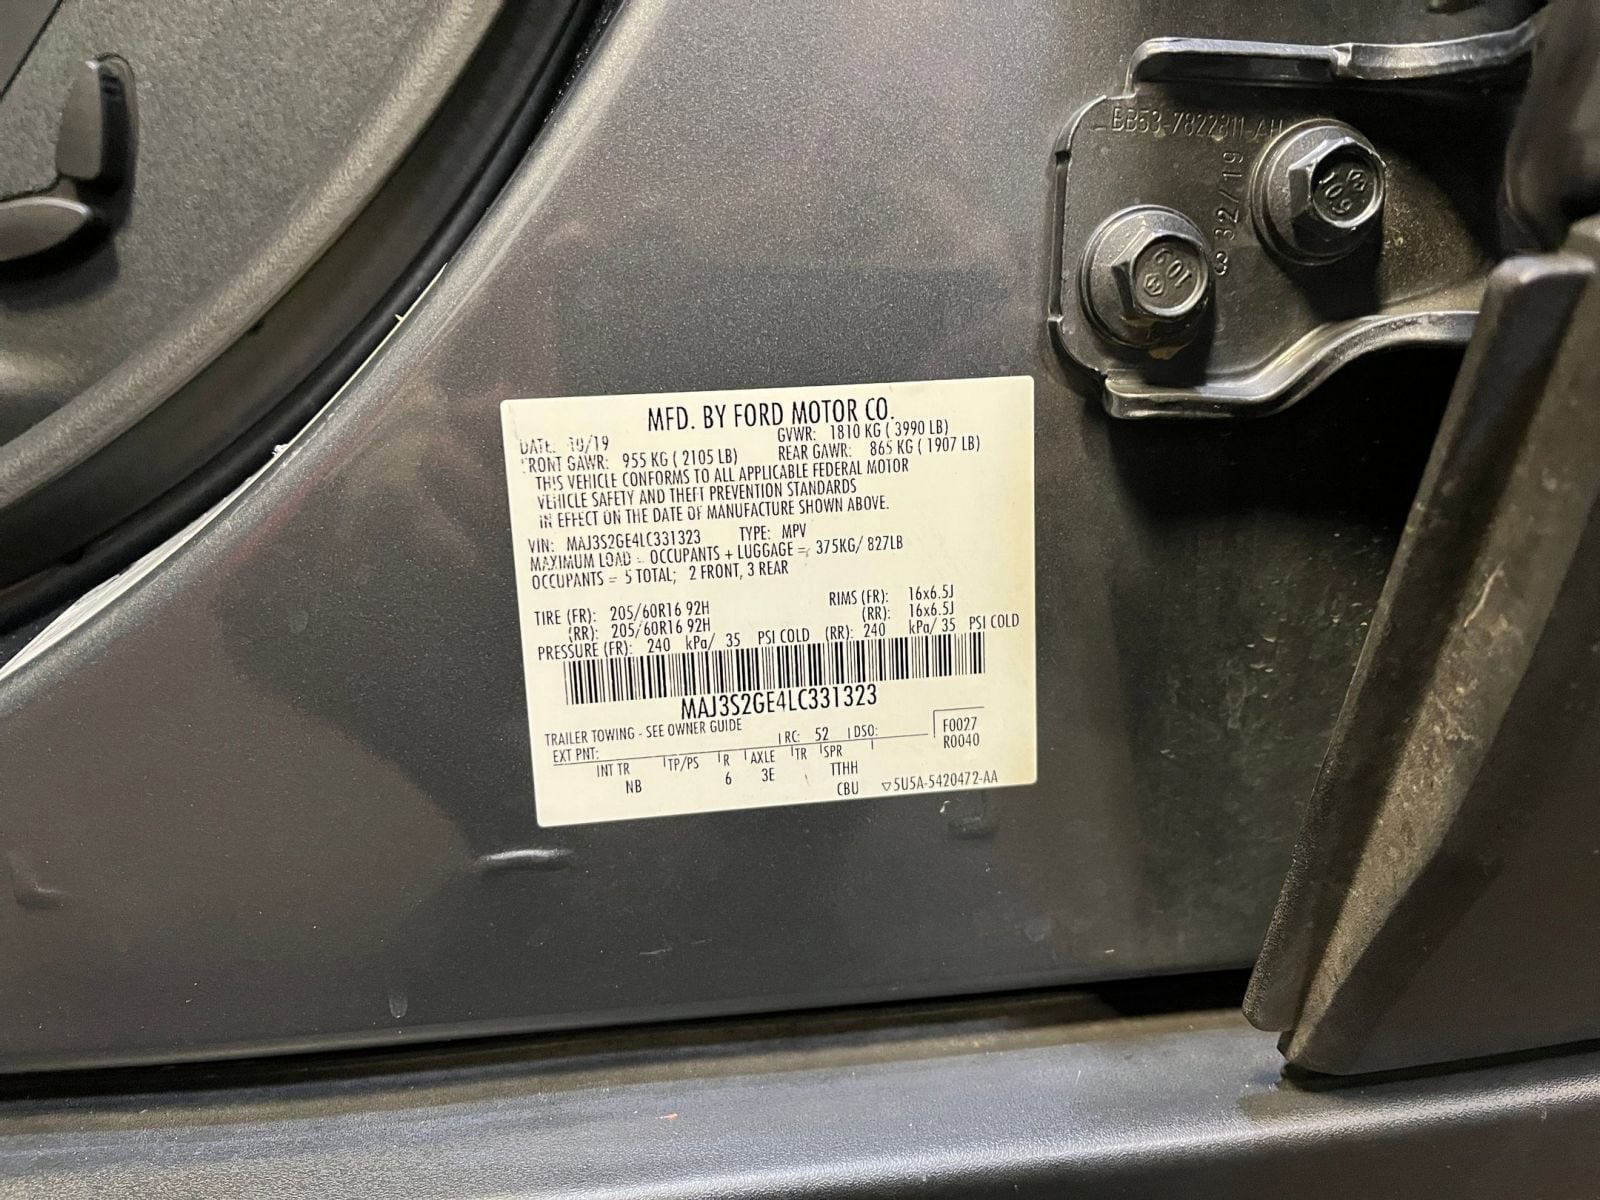 BB53-7822811-AH
8 32/19
10.9
10.9
MFD. BY FORD MOTOR CO.
DATE: 10/19
GVWR: 1810 KG ( 3990 LB)
FRONT GAWR: 955 KG ( 2105 LB)
REAR GAWR: 865 KG ( 1907 LB)
THIS VEHICLE CONFORMS TO ALL APPLICABLE FEDERAL MOTOR
VEHICLE SAFETY AND THEFT PREVENTION STANDARDS
IN EFFECT ON THE DATE OF MANUFACTURE SHOWN ABOVE.
VIN: MAJ3S2GE4LC331323 TYPE: MPV
MAXIMUM LOAD = OCCUPANTS + LUGGAGE = 375KG/ 827LB
OCCUPANTS = 5 TOTAL; 2 FRONT, 3 REAR
TIRE (FR): 205/60R16 92H RIMS (FR): 16x6.5J
(RR): 205/60R16 92H (RR): 16x6.5J
PRESSURE (FR): 240 kPa/ 35 PSI COLD (RR): 240 kPa/ 35 PSI COLD
MAJ3S2GE4LC331323
TRAILER TOWING - SEE OWNER GUIDE
EXT PNT: RC: 52 DSO: F0027
R0040
INT TR TP/PS R AXLE TR SPR
NB 6 3E TTHH
CBU ▽5U5A-5420472-AA